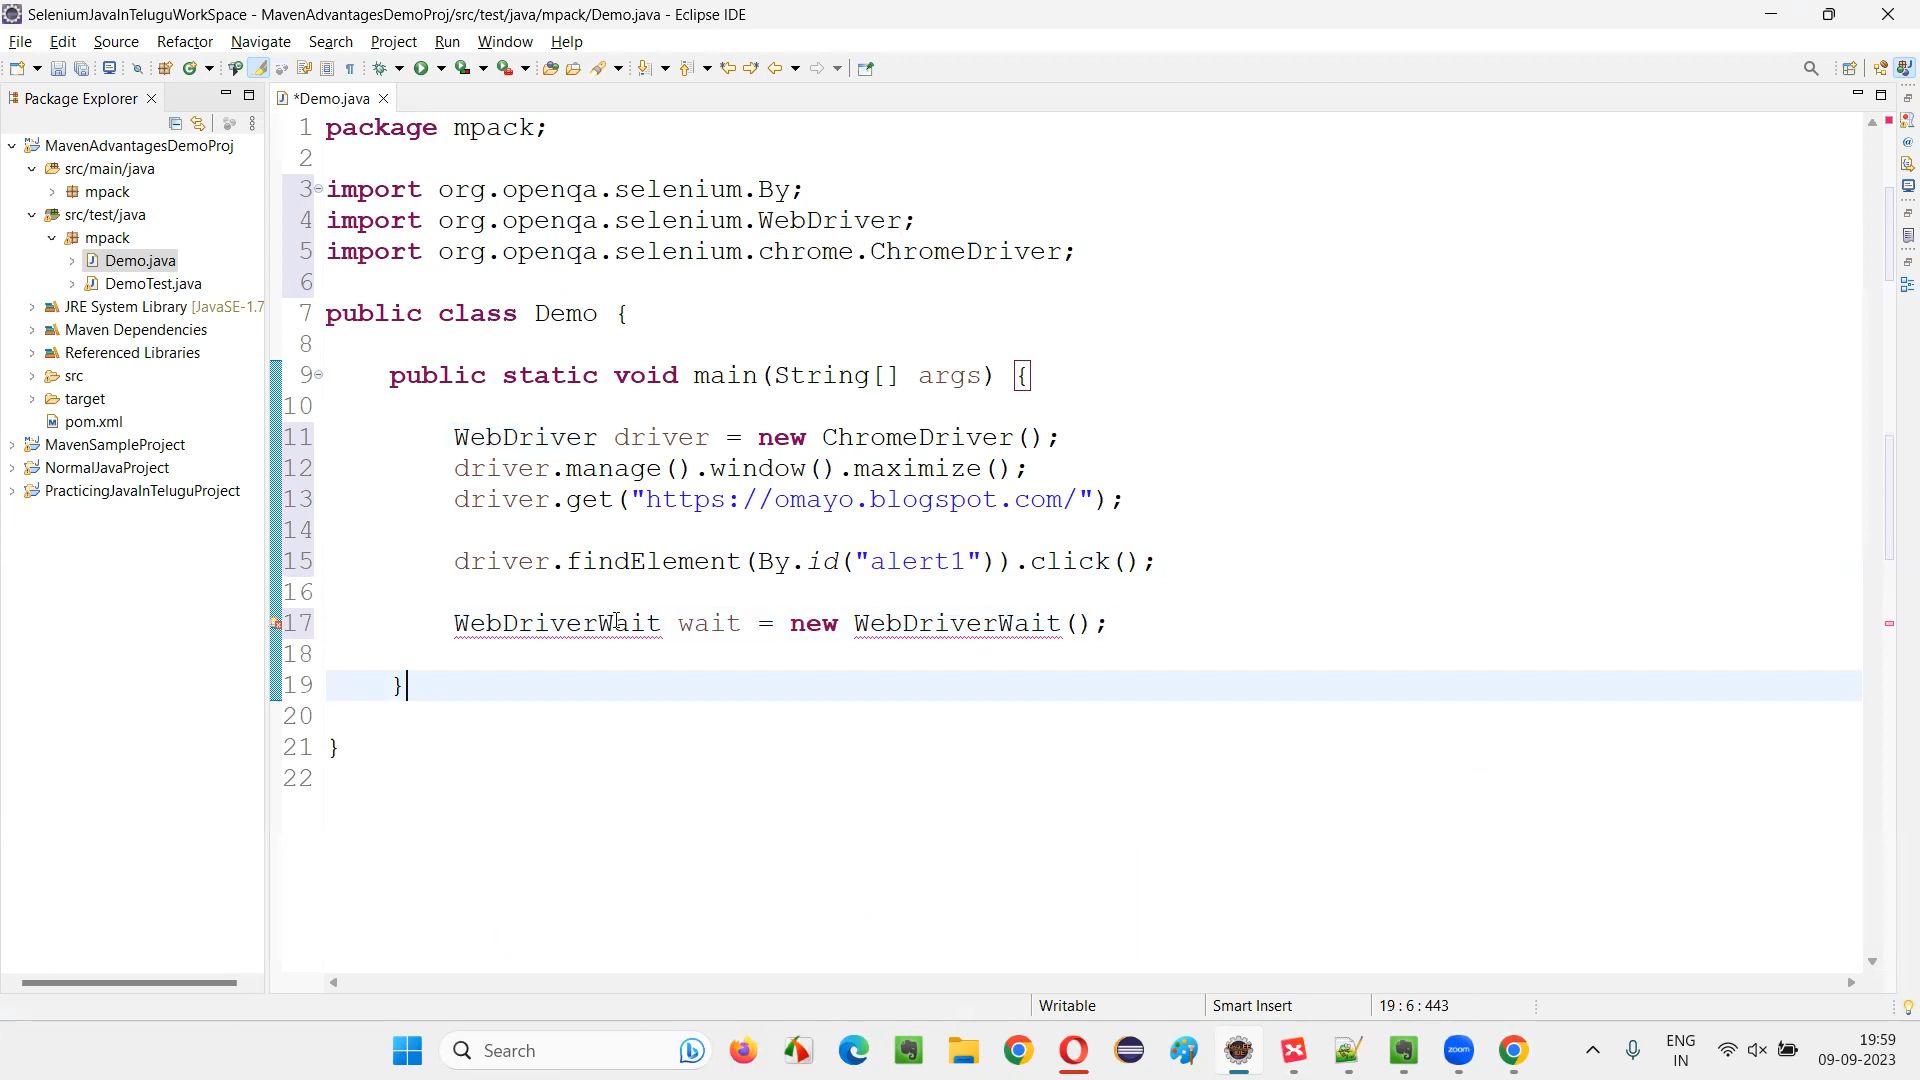 SeleniumJavaInTeluguWorkSpace - MavenAdvantagesDemoProj/src/test/java/mpack/Demo.java - Eclipse IDE
File Edit Source Refactor Navigate Search Project Run Window Help
Package Explorer
*Demo.java
MavenAdvantagesDemoProj
src/main/java
mpack
src/test/java
mpack
Demo.java
DemoTest.java
JRE System Library [JavaSE-1.7
Maven Dependencies
Referenced Libraries
src
target
pom.xml
MavenSampleProject
NormalJavaProject
PracticingJavaInTeluguProject
1 package mpack;
2
3 import org.openqa.selenium.By;
4 import org.openqa.selenium.WebDriver;
5 import org.openqa.selenium.chrome.ChromeDriver;
6
7 public class Demo {
8
9 public static void main(String[] args) {
10
11 WebDriver driver = new ChromeDriver();
12 driver.manage().window().maximize();
13 driver.get("https://omayo.blogspot.com/");
14
15 driver.findElement(By.id("alert1")).click();
16
17 WebDriverWait wait = new WebDriverWait();
18
19 }
20
21 }
22
Writable Smart Insert 19 : 6 : 443
Search
zoom
ENG
IN
19:59
09-09-2023